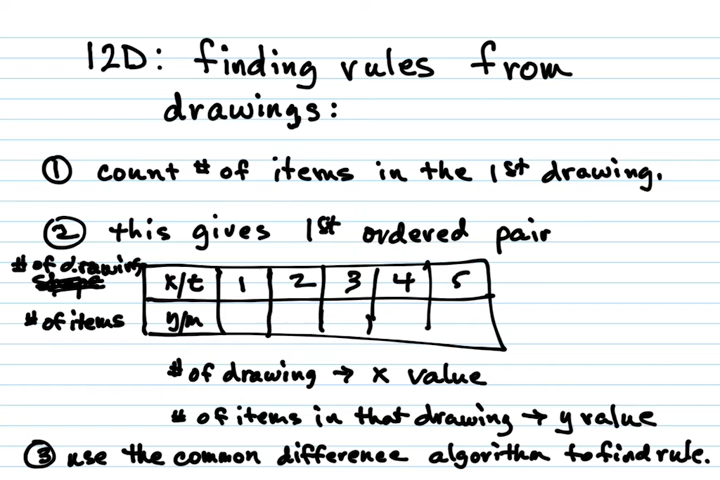 12D: finding rules from
drawings:
① count # of items in the 1st drawing.
② this gives 1st ordered pair
# of drawing x/t 1 2 3 4 5
shape
# of items y/m
# of drawing → x value
# of items in that drawing → y value
③ use the common difference algorithm to find rule.